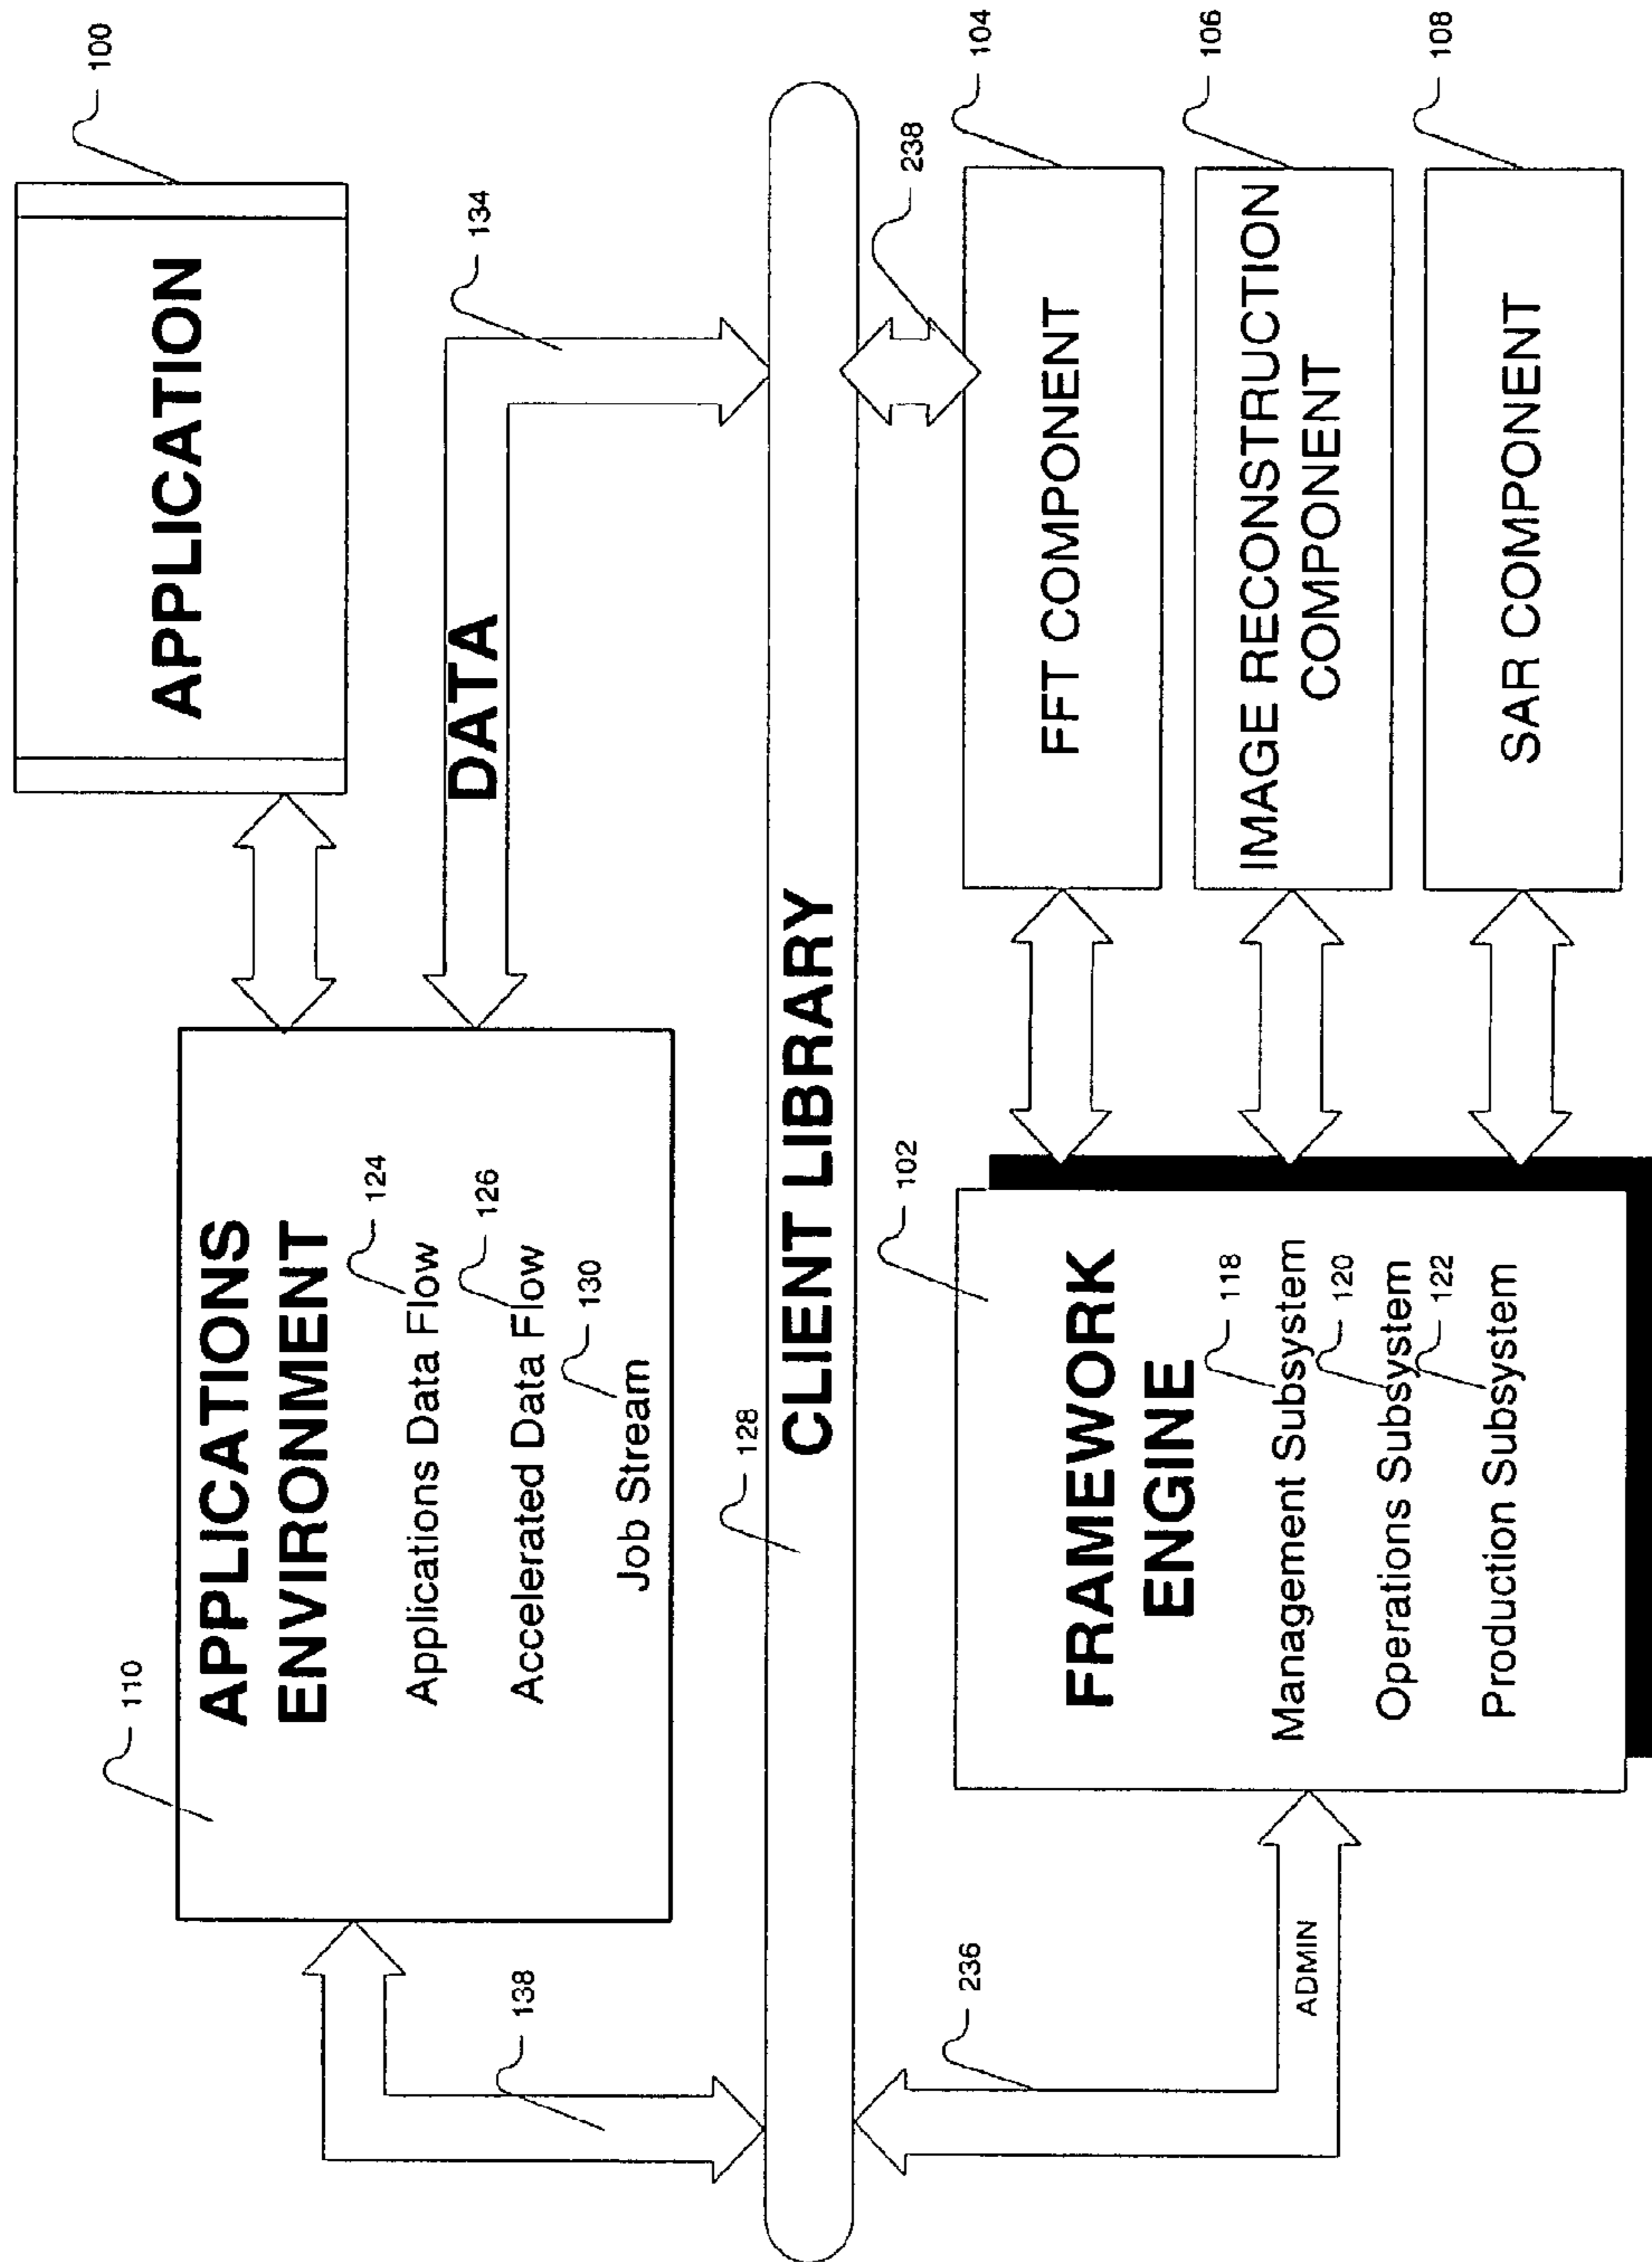 100
APPLICATION
110
APPLICATIONS
ENVIRONMENT
124
Applications Data Flow
126
Accelerated Data Flow
130
Job Stream
DATA
134
138
128
CLIENT LIBRARY
238
236
ADMIN
102
FRAMEWORK
ENGINE
118
Management Subsystem
120
Operations Subsystem
122
Production Subsystem
104
FFT COMPONENT
106
IMAGE RECONSTRUCTION
COMPONENT
108
SAR COMPONENT